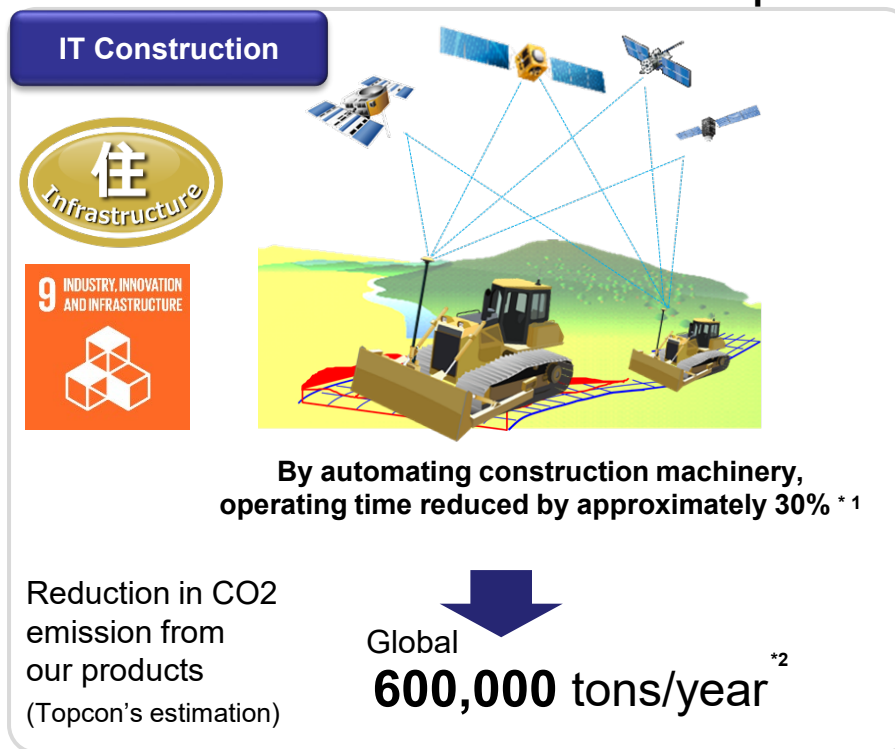 IT Construction
住
Infrastructure
9 INDUSTRY, INNOVATION
AND INFRASTRUCTURE
By automating construction machinery,
operating time reduced by approximately 30% * 1
Reduction in CO2
emission from
our products
(Topcon's estimation)
Global
600,000 tons/year *2